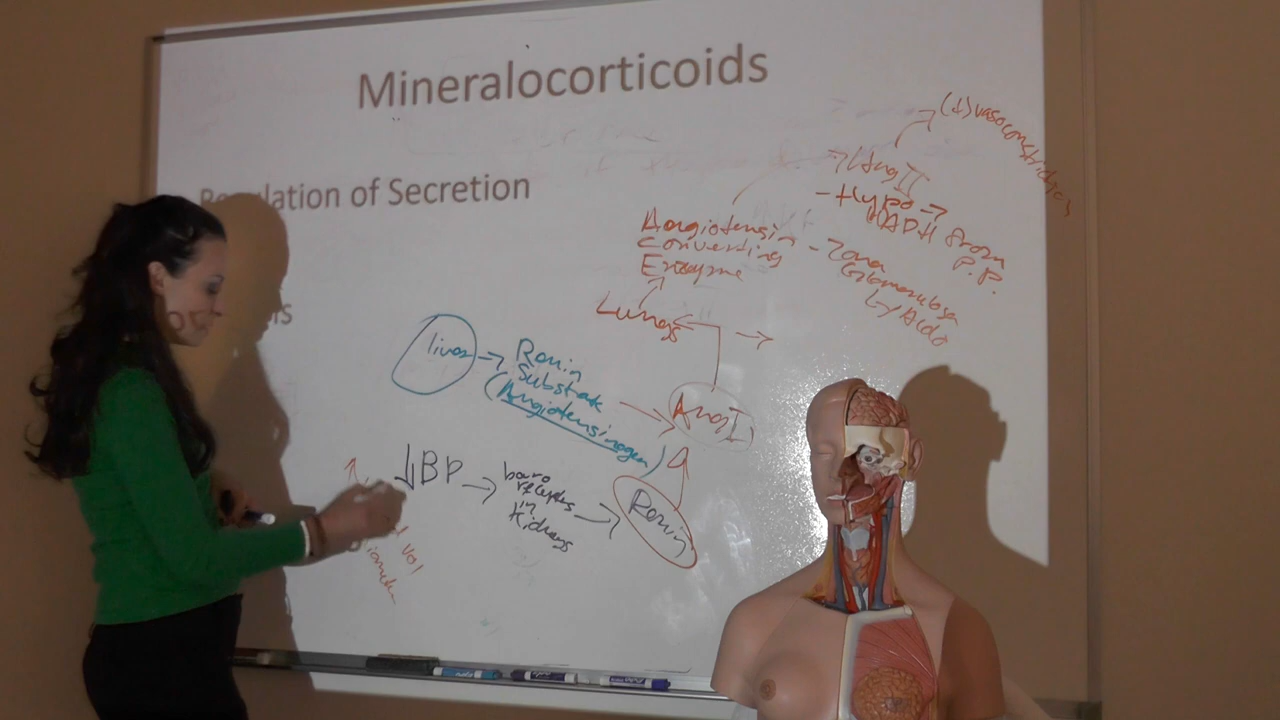 Mineralocorticoids
Regulation of Secretion
(↓) vasoconstriction
→ Ang II
- Hypo →
ADH from
P.P.
Angiotensin
Converting
Enzyme
- Zona
Glomerulosa
↳ Aldo
Lungs
liver → Renin
Substrate
(Angiotensinogen)
Ang I
↓BP → baro
receptors
in
Kidneys →
Renin
Vol